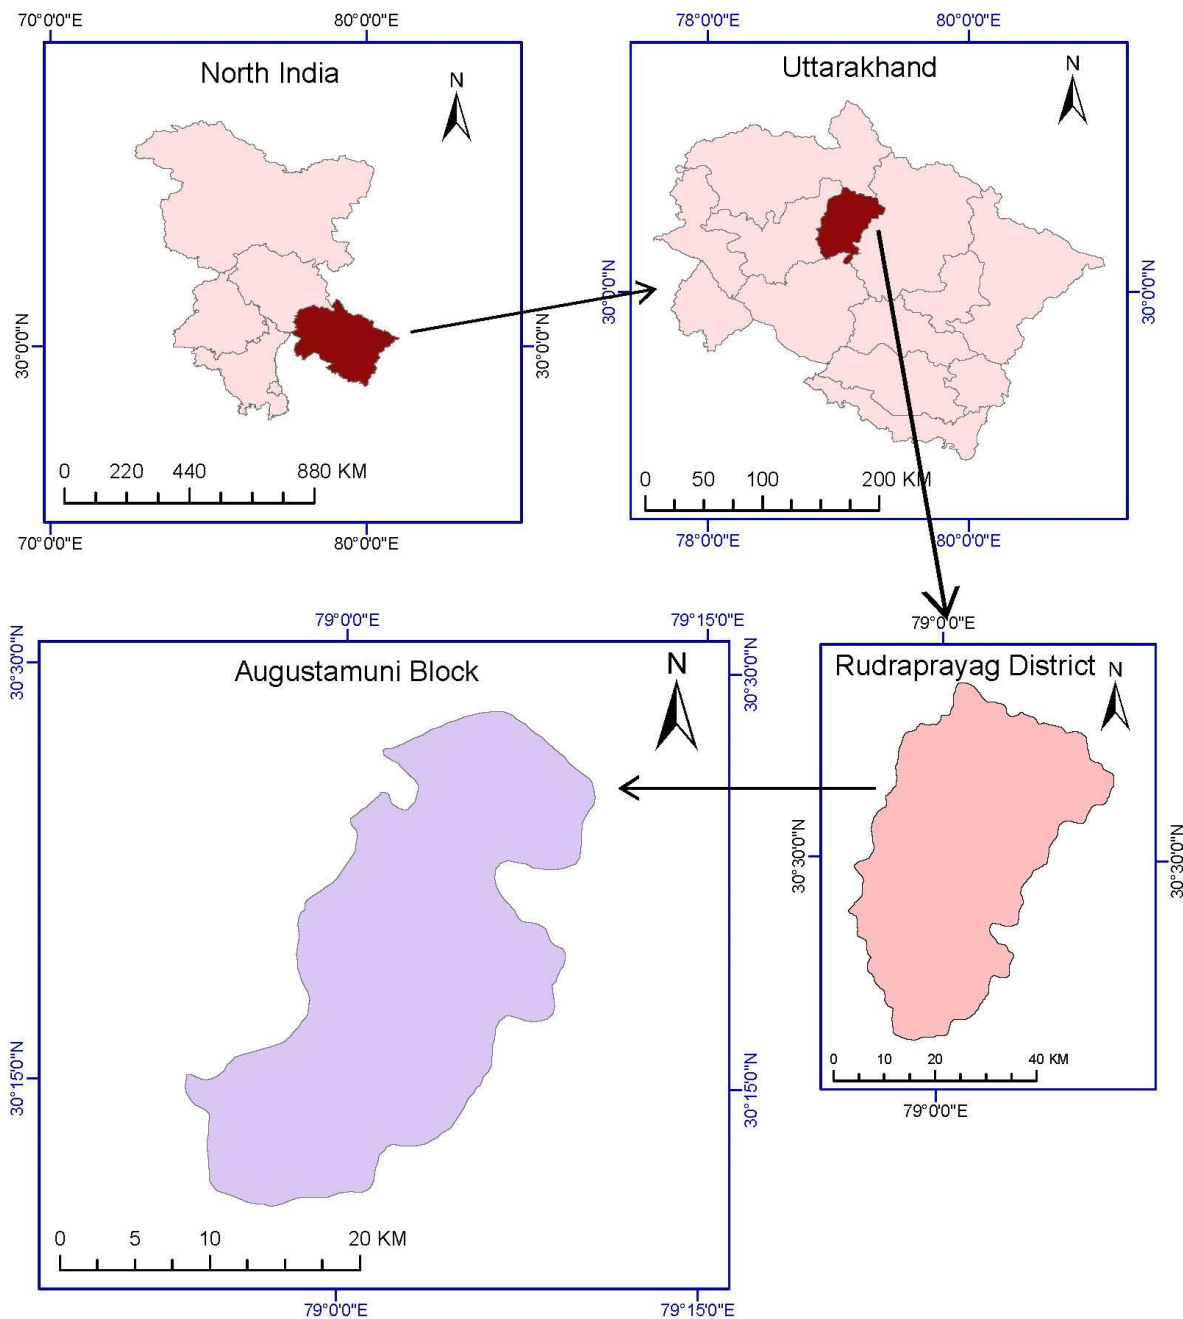 70°0'0"E 80°0'0"E
North India
N
30°0'0"N 30°0'0"N
0 220 440 880 KM
70°0'0"E 80°0'0"E
78°0'0"E 80°0'0"E
Uttarakhand
N
30°0'0"N 30°0'0"N
0 50 100 200 KM
78°0'0"E 80°0'0"E
79°0'0"E 79°15'0"E
Augustamuni Block
N
30°30'0"N 30°30'0"N
30°15'0"N 30°15'0"N
0 5 10 20 KM
79°0'0"E 79°15'0"E
79°0'0"E
Rudraprayag District
N
30°30'0"N 30°30'0"N
0 10 20 40 KM
79°0'0"E